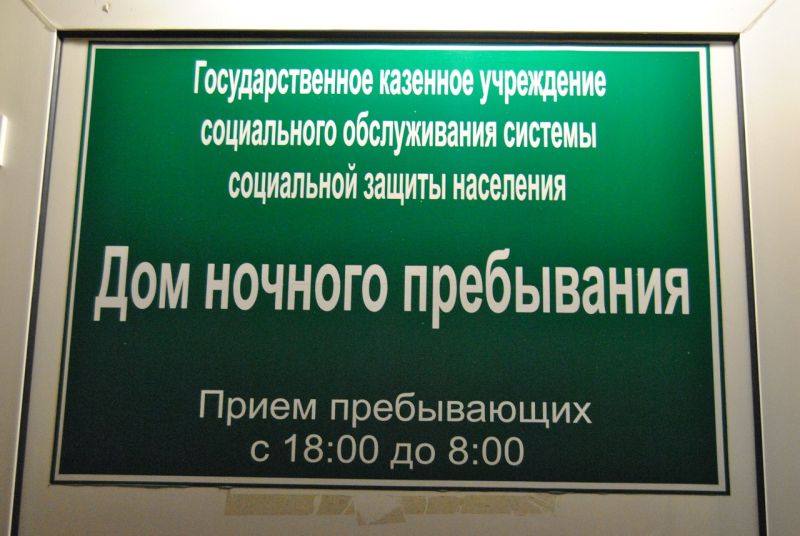 Государственное казенное учреждение
социального обслуживания системы
социальной защиты населения
Дом ночного пребывания
Прием пребывающих
с 18:00 до 8:00